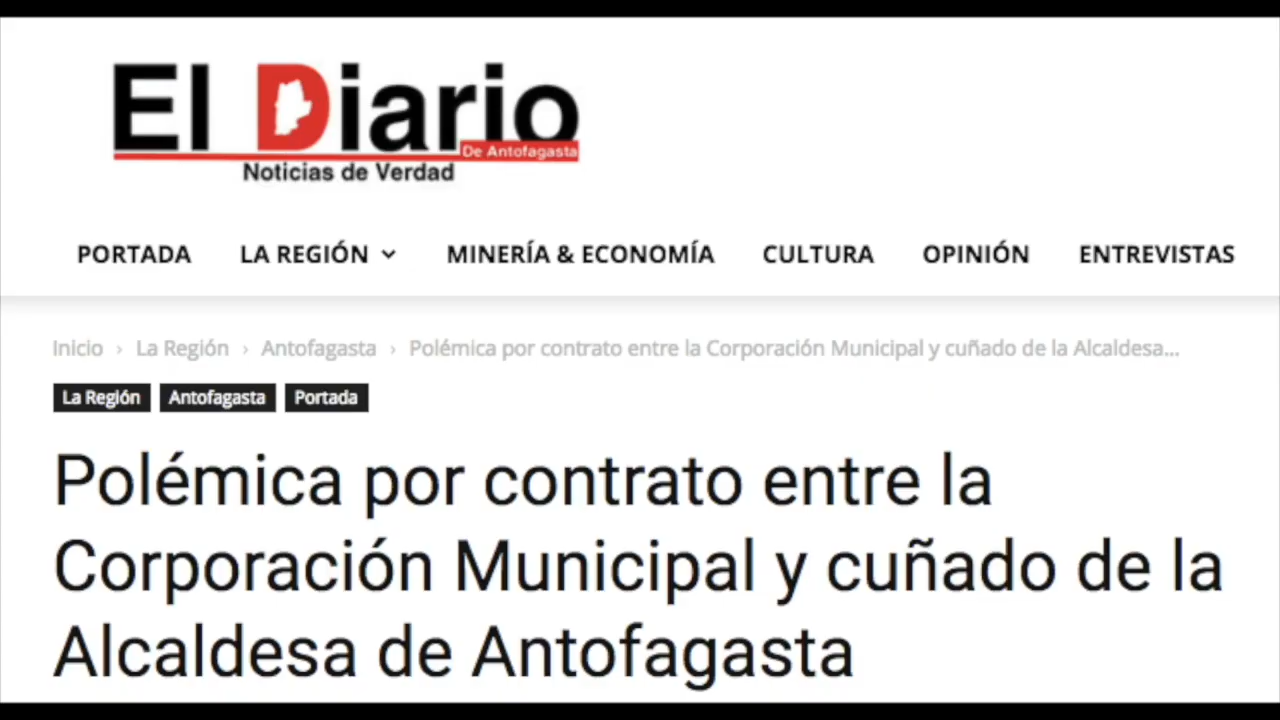 El Diario
De Antofagasta
Noticias de Verdad
PORTADA LA REGIÓN MINERÍA & ECONOMÍA CULTURA OPINIÓN ENTREVISTAS
Inicio › La Región › Antofagasta › Polémica por contrato entre la Corporación Municipal y cuñado de la Alcaldesa...
La Región Antofagasta Portada
Polémica por contrato entre la
Corporación Municipal y cuñado de la
Alcaldesa de Antofagasta